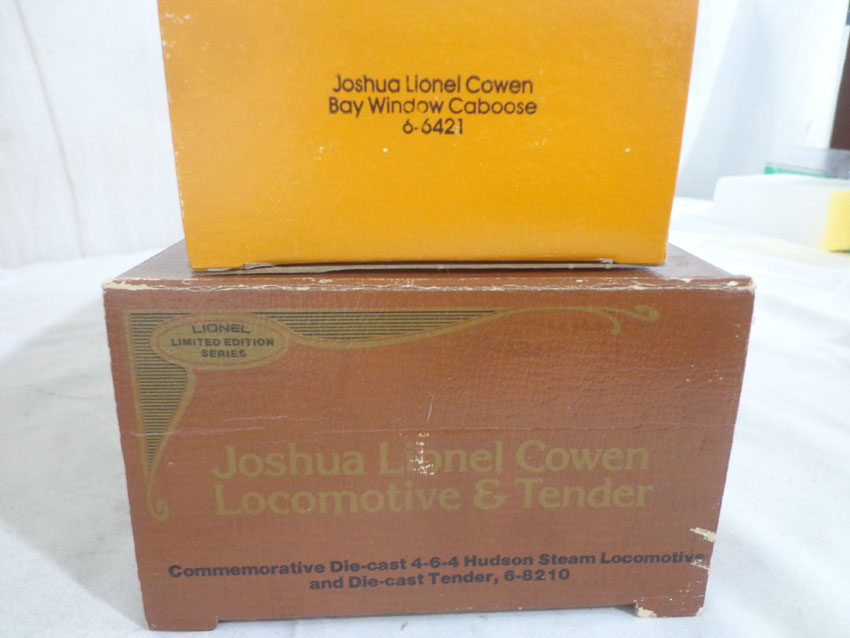 Joshua Lionel Cowen
Bay Window Caboose
6-6421
LIONEL
LIMITED EDITION
SERIES
Joshua Lionel Cowen
Locomotive & Tender
Commemorative Die-cast 4-6-4 Hudson Steam Locomotive
and Die-cast Tender, 6-8210